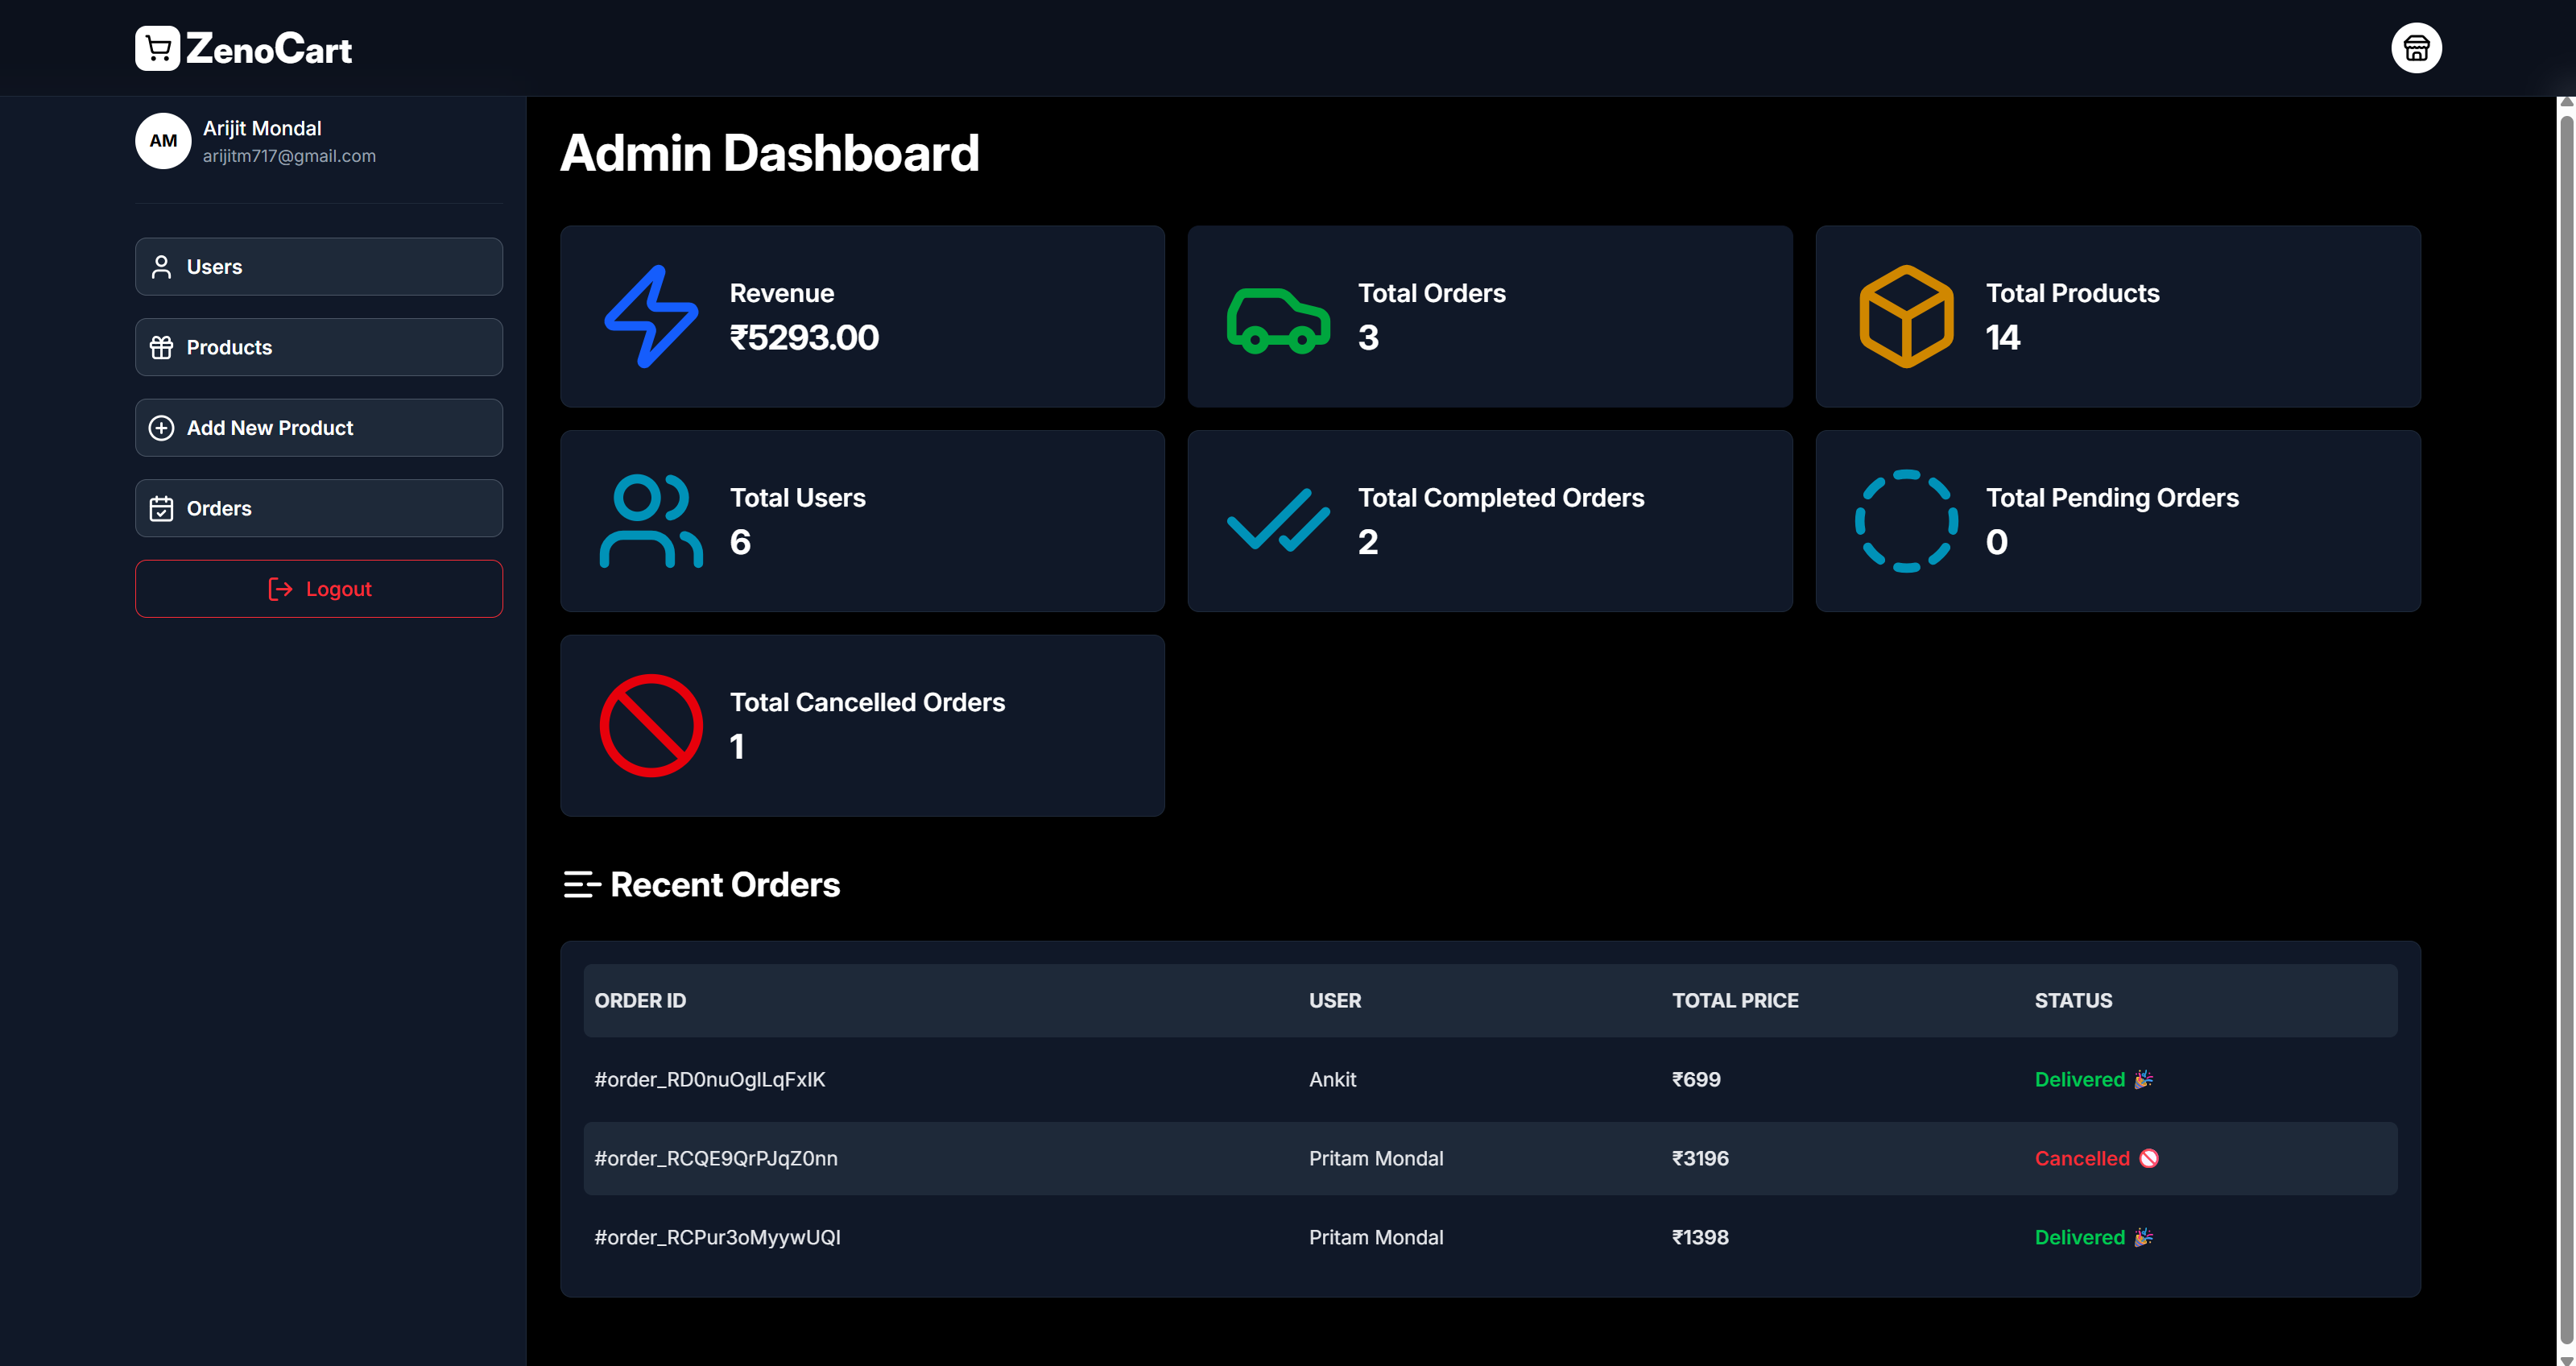 ZenoCart
AM
Arijit Mondal
arijitm717@gmail.com
Users
Products
Add New Product
Orders
Logout
Admin Dashboard
Revenue
₹5293.00
Total Orders
3
Total Products
14
Total Users
6
Total Completed Orders
2
Total Pending Orders
0
Total Cancelled Orders
1
Recent Orders
ORDER ID USER TOTAL PRICE STATUS
#order_RD0nuOglLqFxlK Ankit ₹699 Delivered 🎉
#order_RCQE9QrPJqZ0nn Pritam Mondal ₹3196 Cancelled 🚫
#order_RCPur3oMyywUQI Pritam Mondal ₹1398 Delivered 🎉